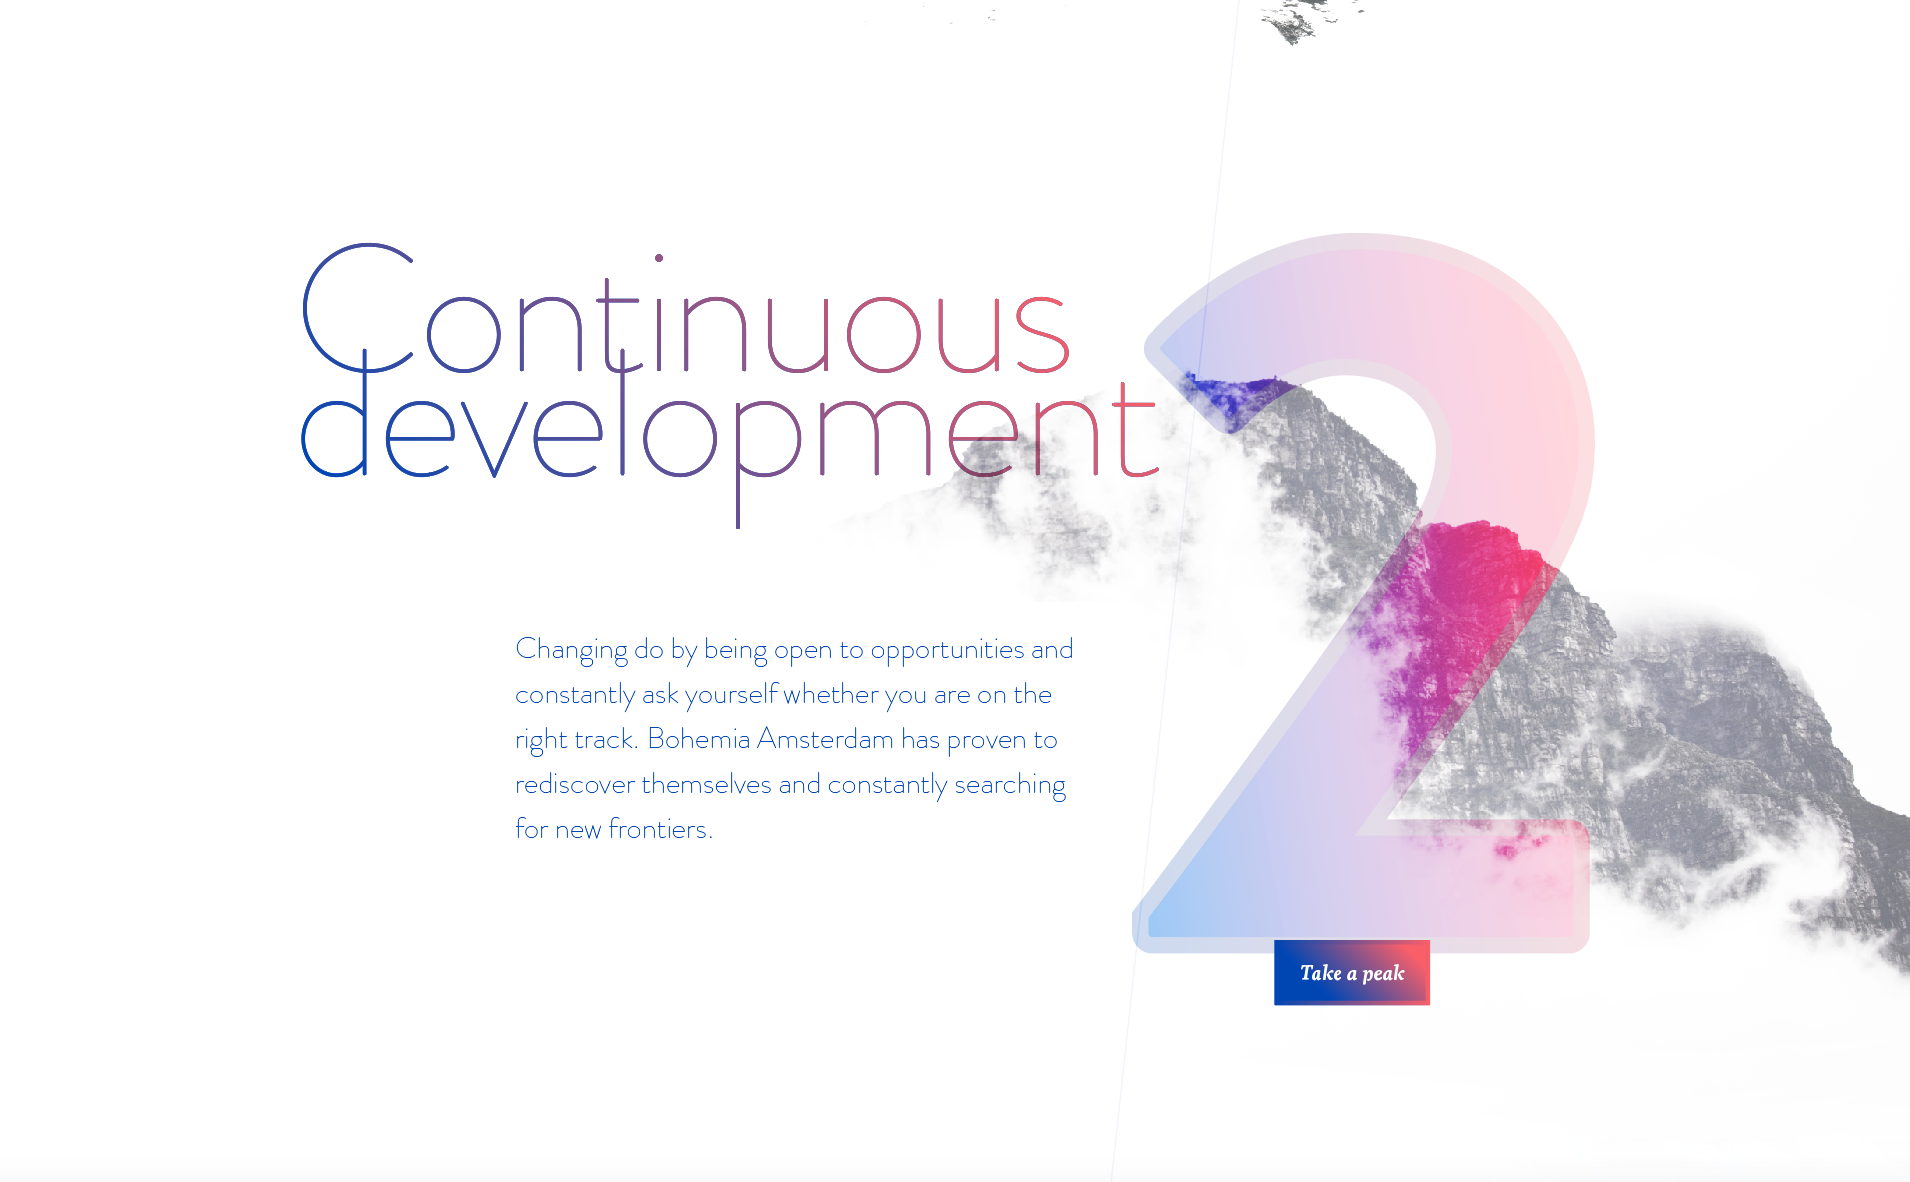 Continuous
development
2
Changing do by being open to opportunities and
constantly ask yourself whether you are on the
right track. Bohemia Amsterdam has proven to
rediscover themselves and constantly searching
for new frontiers.
Take a peak